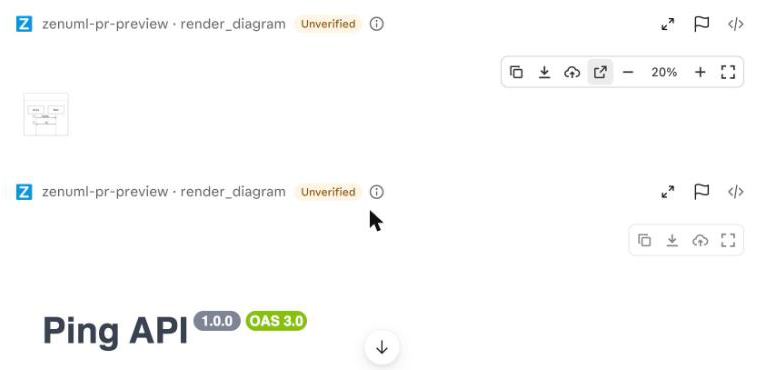 Z zenuml-pr-preview · render_diagram Unverified
20%
Z zenuml-pr-preview · render_diagram Unverified
Ping API 1.0.0 OAS 3.0